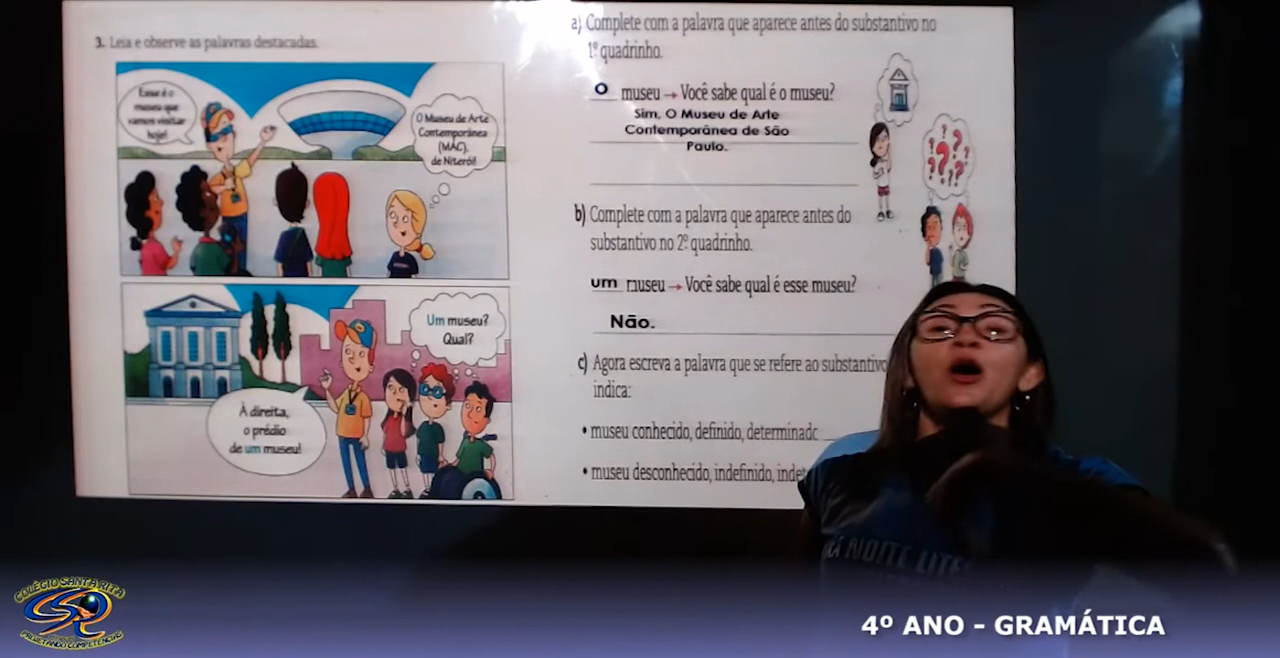 3. Leia e observe as palavras destacadas.
Esse é o
museu que
vamos visitar
hoje!
O Museu de Arte
Contemporânea
(MAC),
de Niterói!
Um museu?
Qual?
À direita,
o prédio
de um museu!
a) Complete com a palavra que aparece antes do substantivo no
1º quadrinho.
O museu → Você sabe qual é o museu?
Sim, O Museu de Arte
Contemporânea de São
Paulo.
b) Complete com a palavra que aparece antes do
substantivo no 2º quadrinho.
um museu → Você sabe qual é esse museu?
Não.
c) Agora escreva a palavra que se refere ao substantivo
indica:
• museu conhecido, definido, determinado
• museu desconhecido, indefinido,
NOITE
COLÉGIO SANTA RITA
PROJETANDO COMPETÊNCIAS
4º ANO - GRAMÁTICA